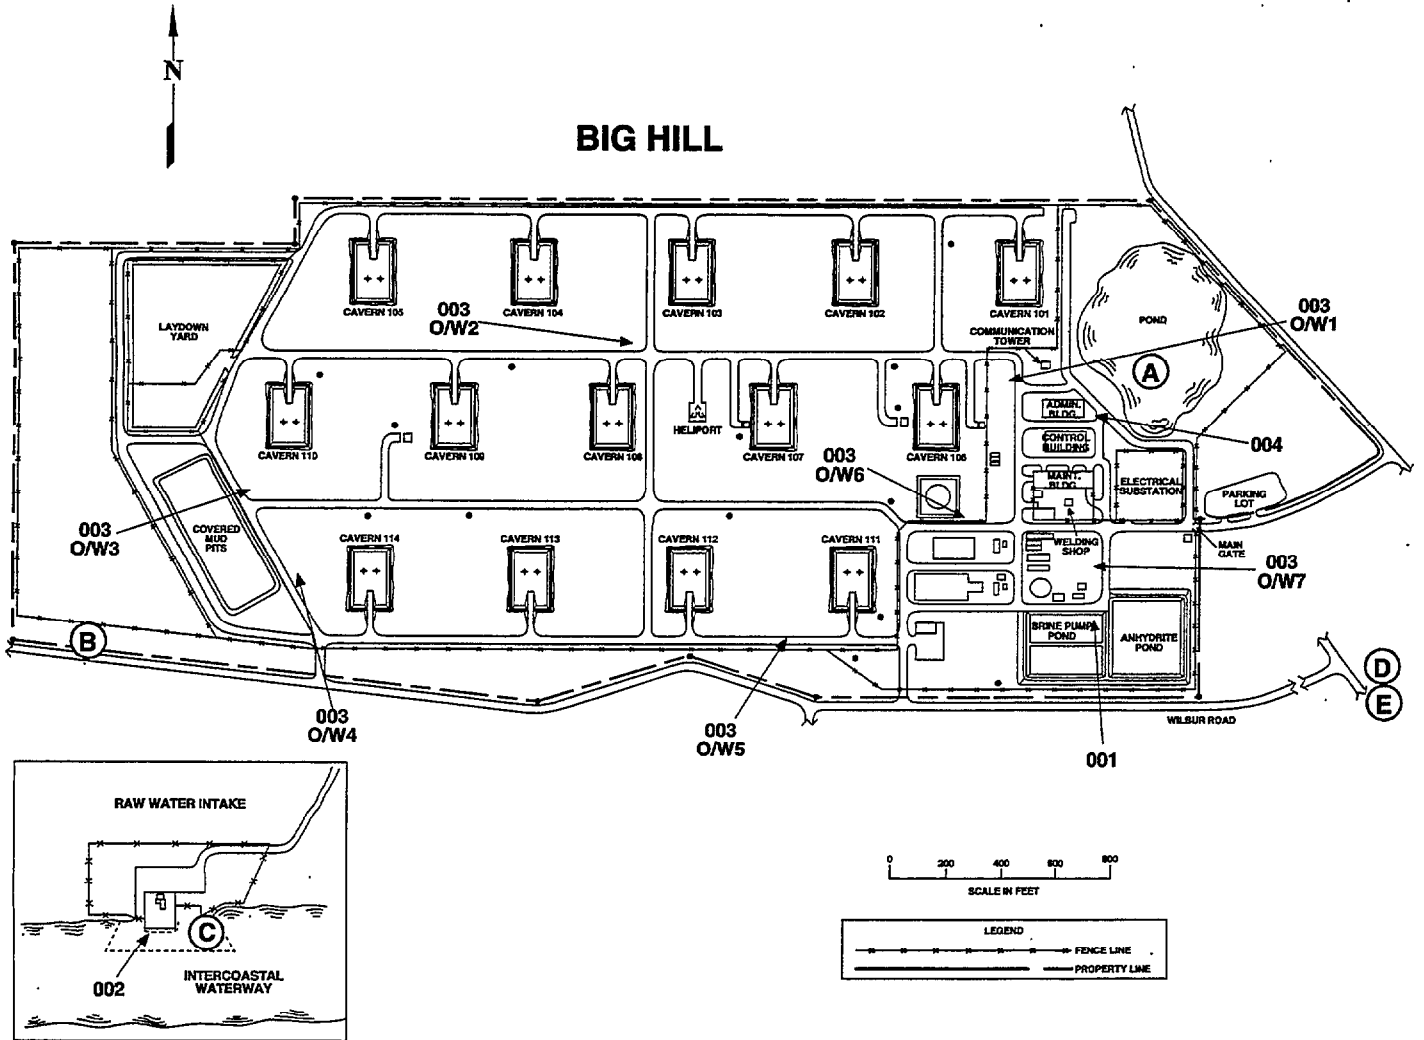 N
BIG HILL
CAVERN 105
CAVERN 104
CAVERN 103
CAVERN 102
CAVERN 101
003
O/W2
003
O/W1
LAYDOWN
YARD
COMMUNICATION
TOWER
POND
A
ADMIN.
BLDG.
004
HELIPORT
CONTROL
BUILDING
CAVERN 110
CAVERN 109
CAVERN 108
CAVERN 107
CAVERN 106
003
O/W6
MAINT.
BLDG.
ELECTRICAL
SUBSTATION
PARKING
LOT
003
O/W3
COVERED
MUD
PITS
CAVERN 114
CAVERN 113
CAVERN 112
CAVERN 111
WELDING
SHOP
MAIN
GATE
003
O/W7
B
BRINE PUMP
POND
ANHYDRITE
POND
D
E
003
O/W4
003
O/W5
WILBUR ROAD
001
RAW WATER INTAKE
C
002
INTERCOASTAL
WATERWAY
0 200 400 600 800
SCALE IN FEET
LEGEND
FENCE LINE
PROPERTY LINE